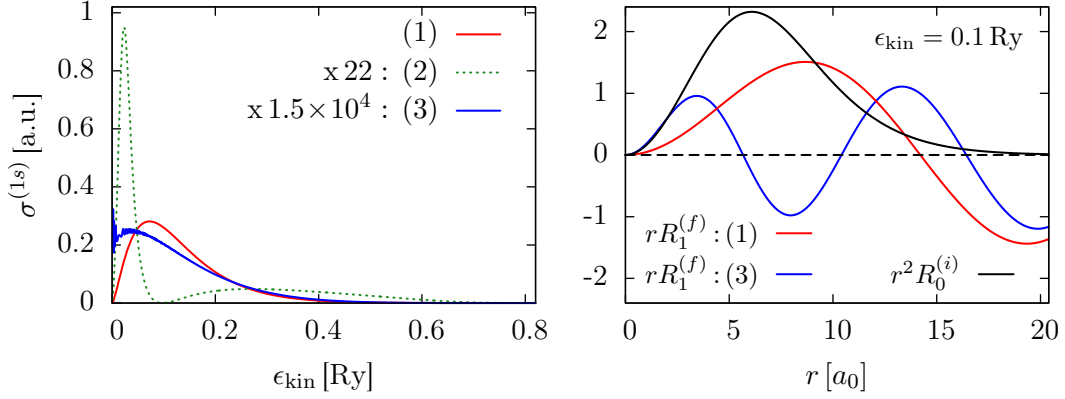 1
0.8
0.6
0.4
0.2
0
σ^(1s) [a.u.]
(1)
x 22 : (2)
x 1.5×10^4 : (3)
0 0.2 0.4 0.6 0.8
ϵ_kin [Ry]
2
1
0
-1
-2
ϵ_kin = 0.1 Ry
rR_1^(f) : (1)
rR_1^(f) : (3) r^2R_0^(i)
0 5 10 15 20
r [a_0]